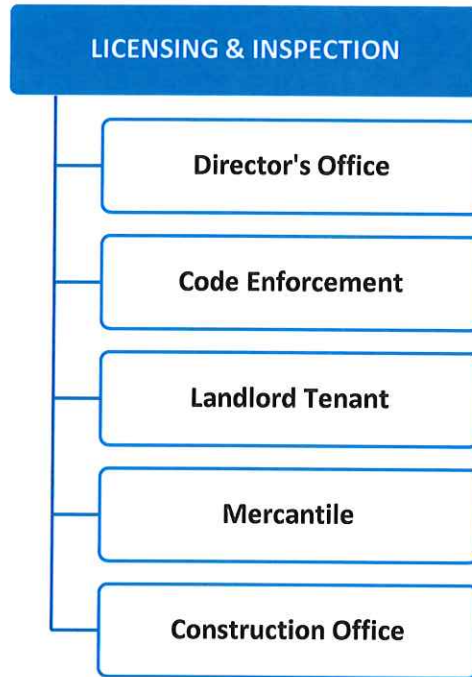 LICENSING & INSPECTION
Director's Office
Code Enforcement
Landlord Tenant
Mercantile
Construction Office